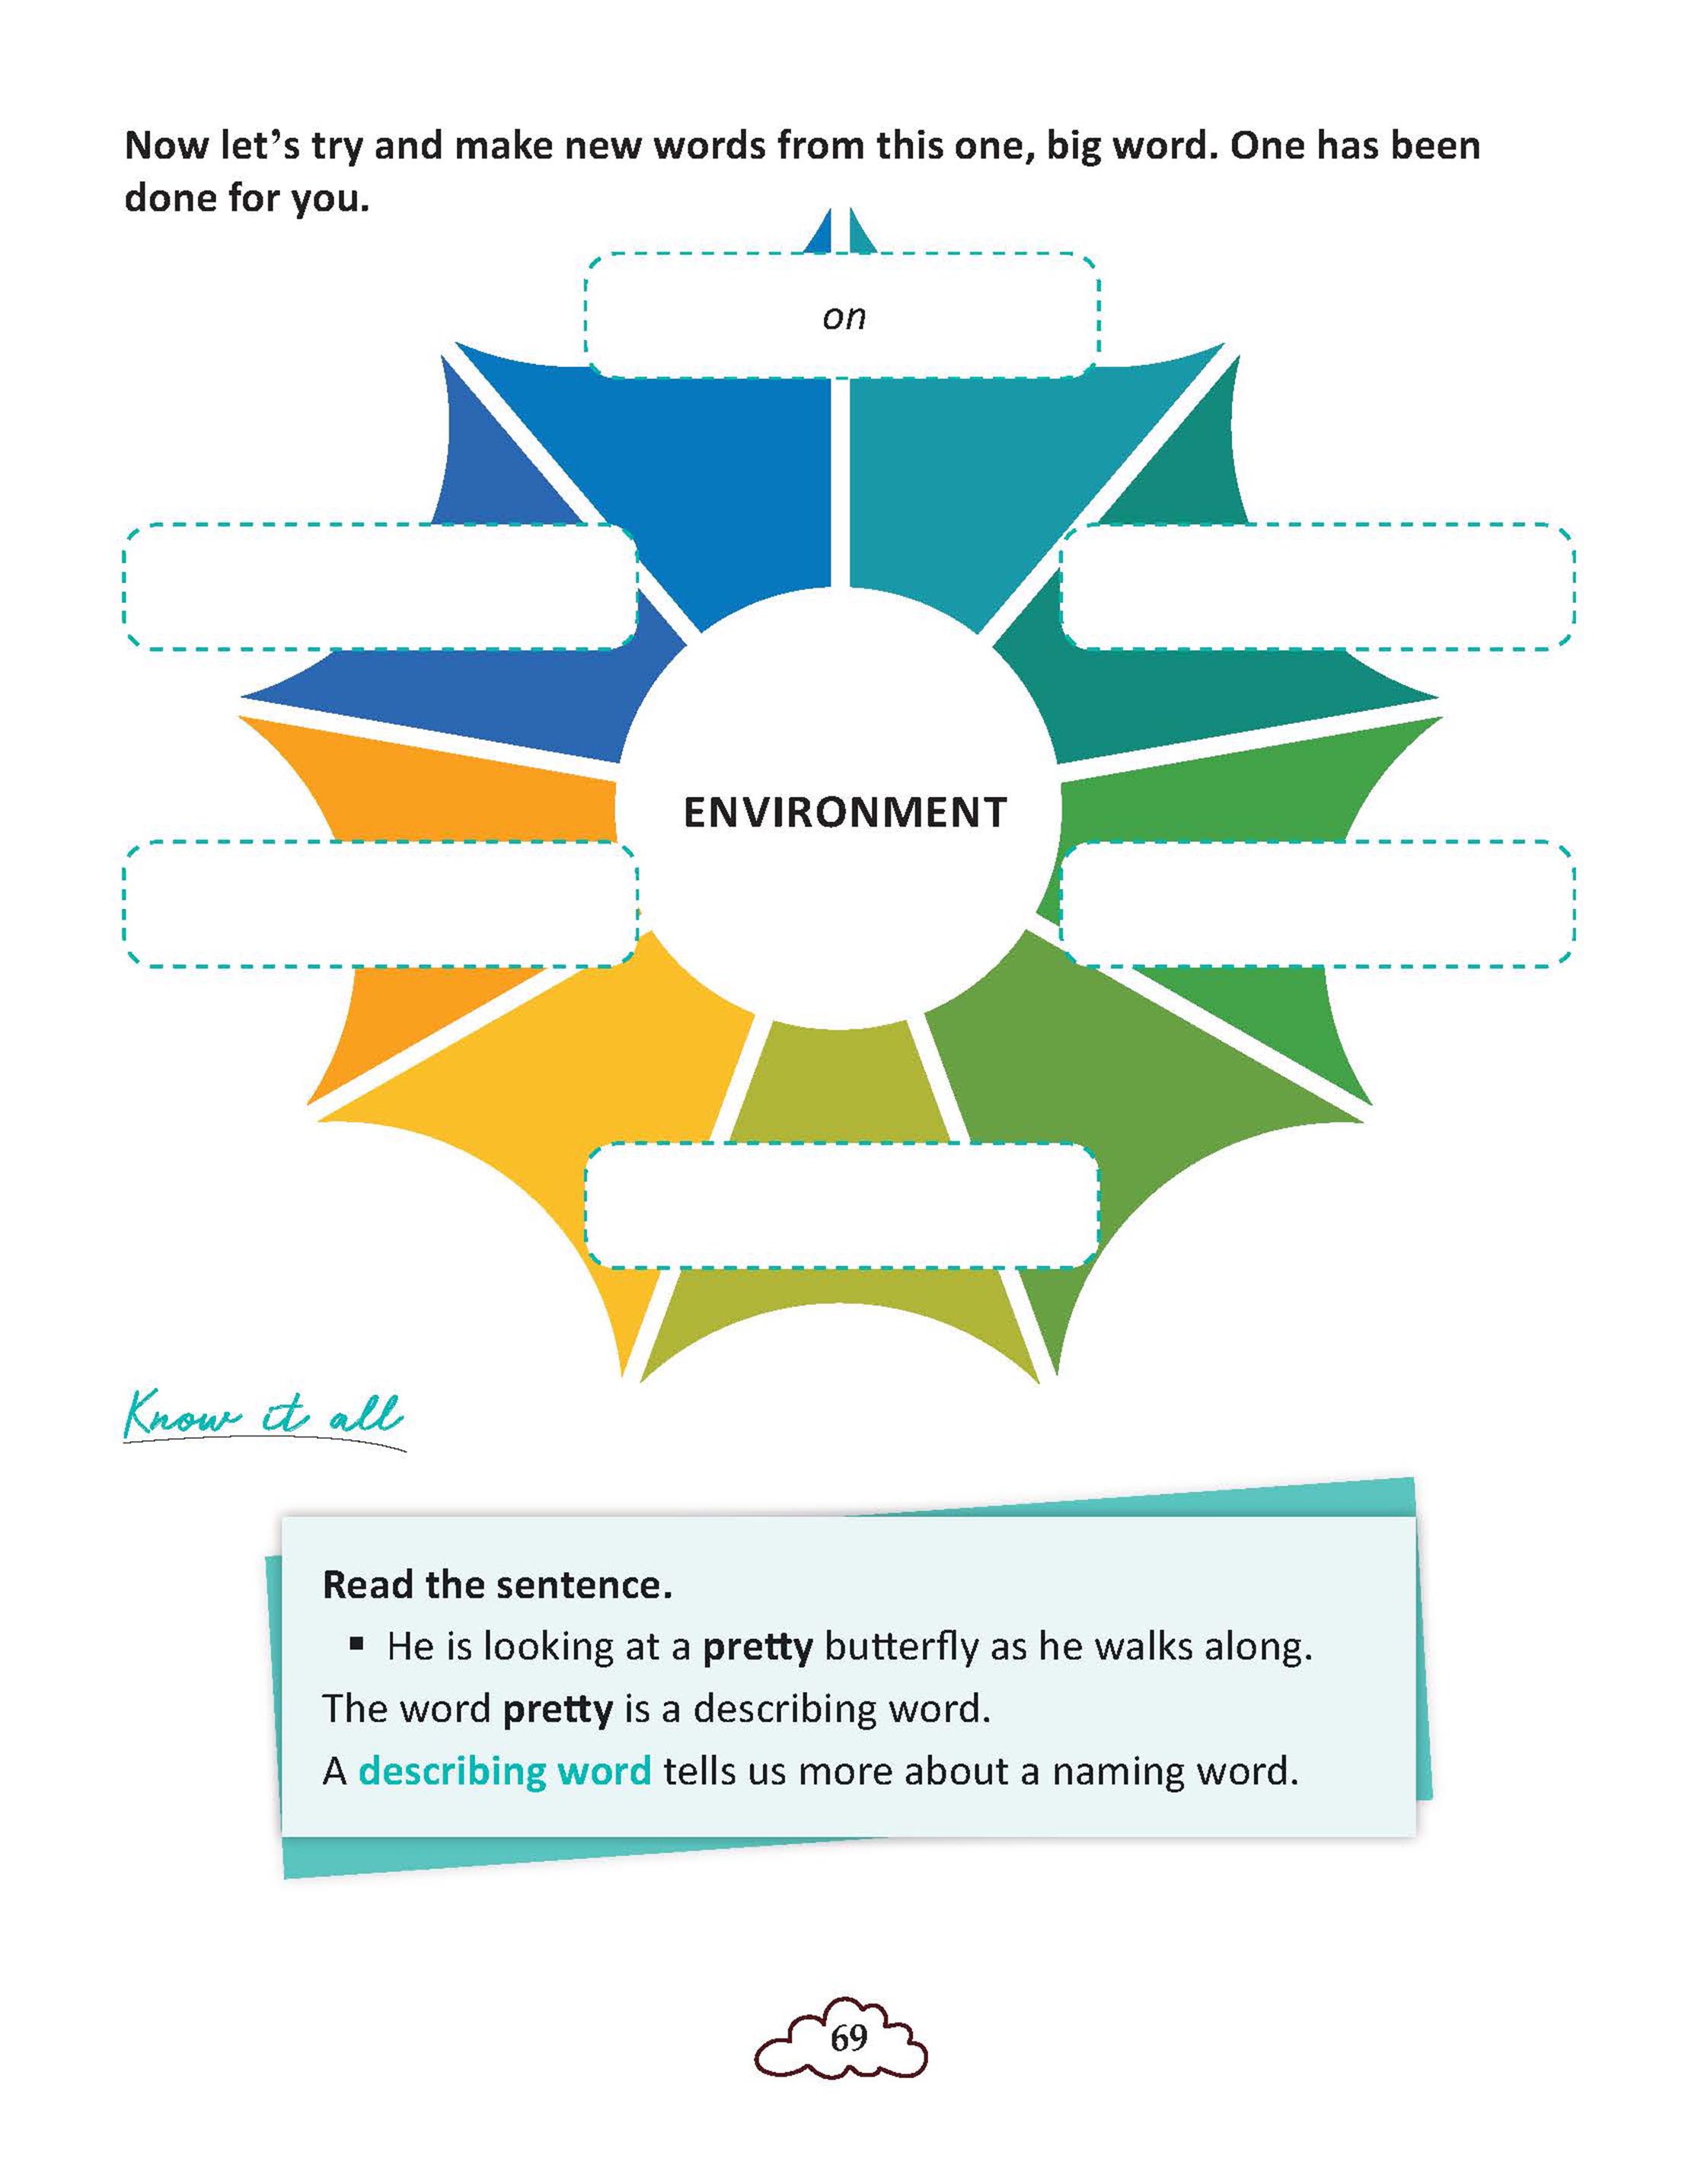 Now let’s try and make new words from this one, big word. One has been
done for you.
on
ENVIRONMENT
Know it all
Read the sentence.
▪ He is looking at a pretty butterfly as he walks along.
The word pretty is a describing word.
A describing word tells us more about a naming word.
69